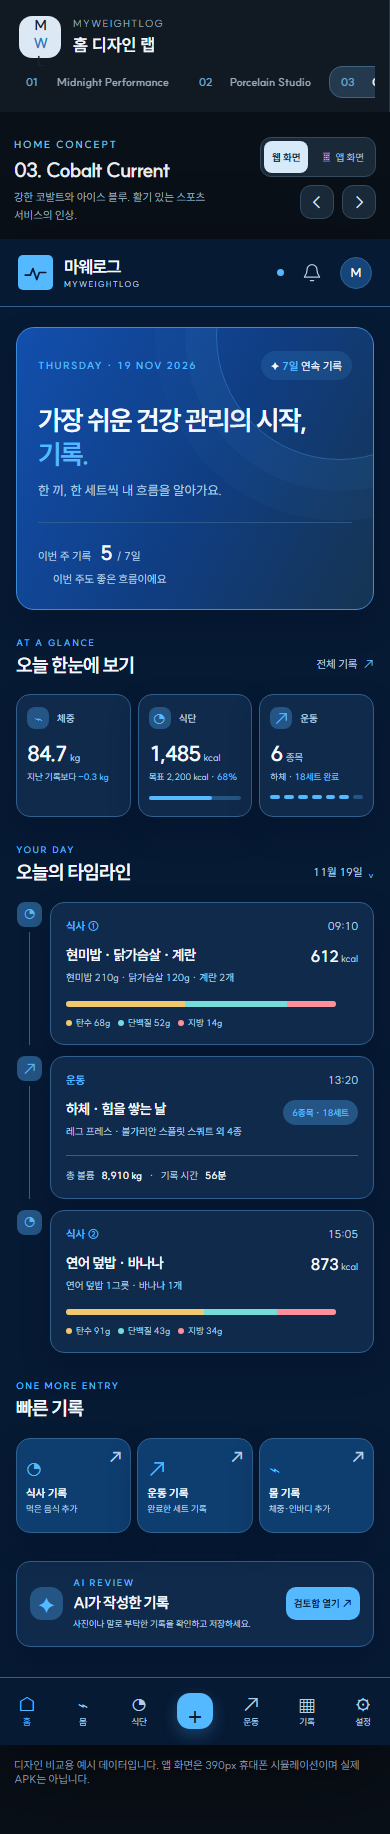 M
W
MYWEIGHTLOG
홈 디자인 랩
01 Midnight Performance 02 Porcelain Studio 03
HOME CONCEPT
03. Cobalt Current
강한 코발트와 아이스 블루. 활기 있는 스포츠
서비스의 인상.
웹 화면 앱 화면
마웨로그
MYWEIGHTLOG
M
THURSDAY · 19 NOV 2026
✦ 7일 연속 기록
가장 쉬운 건강 관리의 시작,
기록.
한 끼, 한 세트씩 내 흐름을 알아가요.
이번 주 기록 5 / 7일
이번 주도 좋은 흐름이에요
AT A GLANCE
오늘 한눈에 보기
전체 기록 ↗
체중
84.7 kg
지난 기록보다 −0.3 kg
식단
1,485 kcal
목표 2,200 kcal · 68%
운동
6 종목
하체 · 18세트 완료
YOUR DAY
오늘의 타임라인
11월 19일
식사 ① 09:10
현미밥 · 닭가슴살 · 계란 612 kcal
현미밥 210g · 닭가슴살 120g · 계란 2개
탄수 68g 단백질 52g 지방 14g
운동 13:20
하체 · 힘을 쌓는 날 6종목 · 18세트
레그 프레스 · 불가리안 스플릿 스쿼트 외 4종
총 볼륨 8,910 kg · 기록 시간 56분
식사 ② 15:05
연어 덮밥 · 바나나 873 kcal
연어 덮밥 1그릇 · 바나나 1개
탄수 91g 단백질 43g 지방 34g
ONE MORE ENTRY
빠른 기록
식사 기록
먹은 음식 추가
운동 기록
완료한 세트 기록
몸 기록
체중·인바디 추가
AI REVIEW
AI가 작성한 기록
사진이나 말로 부탁한 기록을 확인하고 저장하세요.
검토함 열기 ↗
홈 몸 식단 + 운동 기록 설정
디자인 비교용 예시 데이터입니다. 앱 화면은 390px 휴대폰 시뮬레이션이며 실제
APK는 아닙니다.